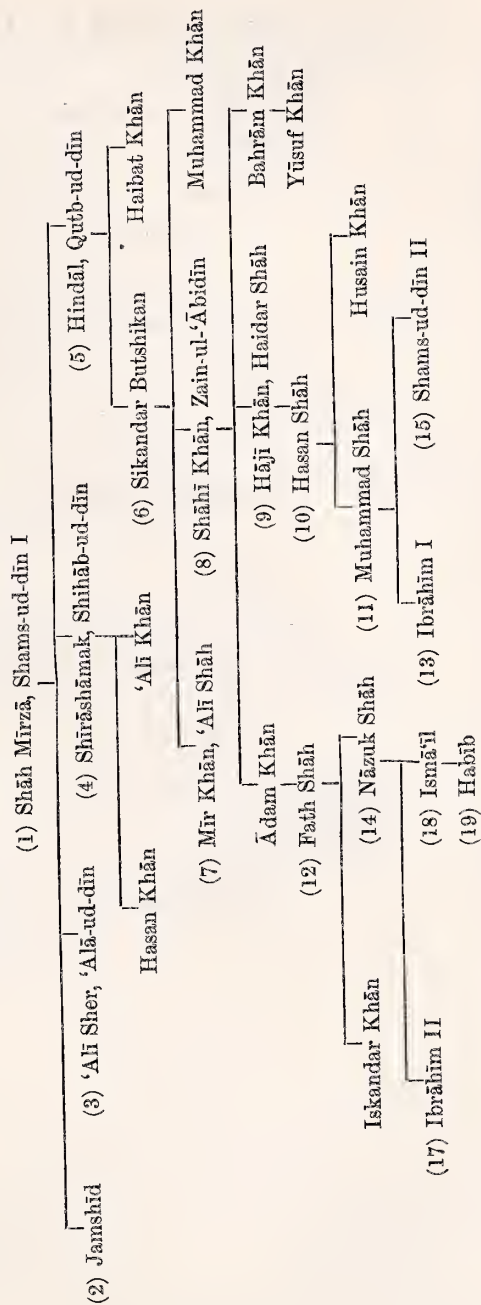 (1) Shāh Mīrzā, Shams-ud-dīn I
(2) Jamshīd
(3) ‘Alī Sher, ‘Alā-ud-dīn
(4) Shīrāshāmak, Shihāb-ud-dīn
(5) Hindāl, Qutb-ud-dīn
Hasan Khān
‘Alī Khān
(6) Sikandar Butshikan
Haibat Khān
(7) Mīr Khān, ‘Alī Shāh
(8) Shāhī Khān, Zain-ul-‘Ābidīn
Muhammad Khān
Ādam Khān
(9) Hājī Khān, Haidar Shāh
Bahrām Khān
(12) Fath Shāh
(10) Hasan Shāh
Yūsuf Khān
Iskandar Khān
(14) Nāzuk Shāh
(11) Muhammad Shāh
Husain Khān
(17) Ibrāhīm II
(18) Ismā‘īl
(13) Ibrāhīm I
(15) Shams-ud-dīn II
(19) Habīb